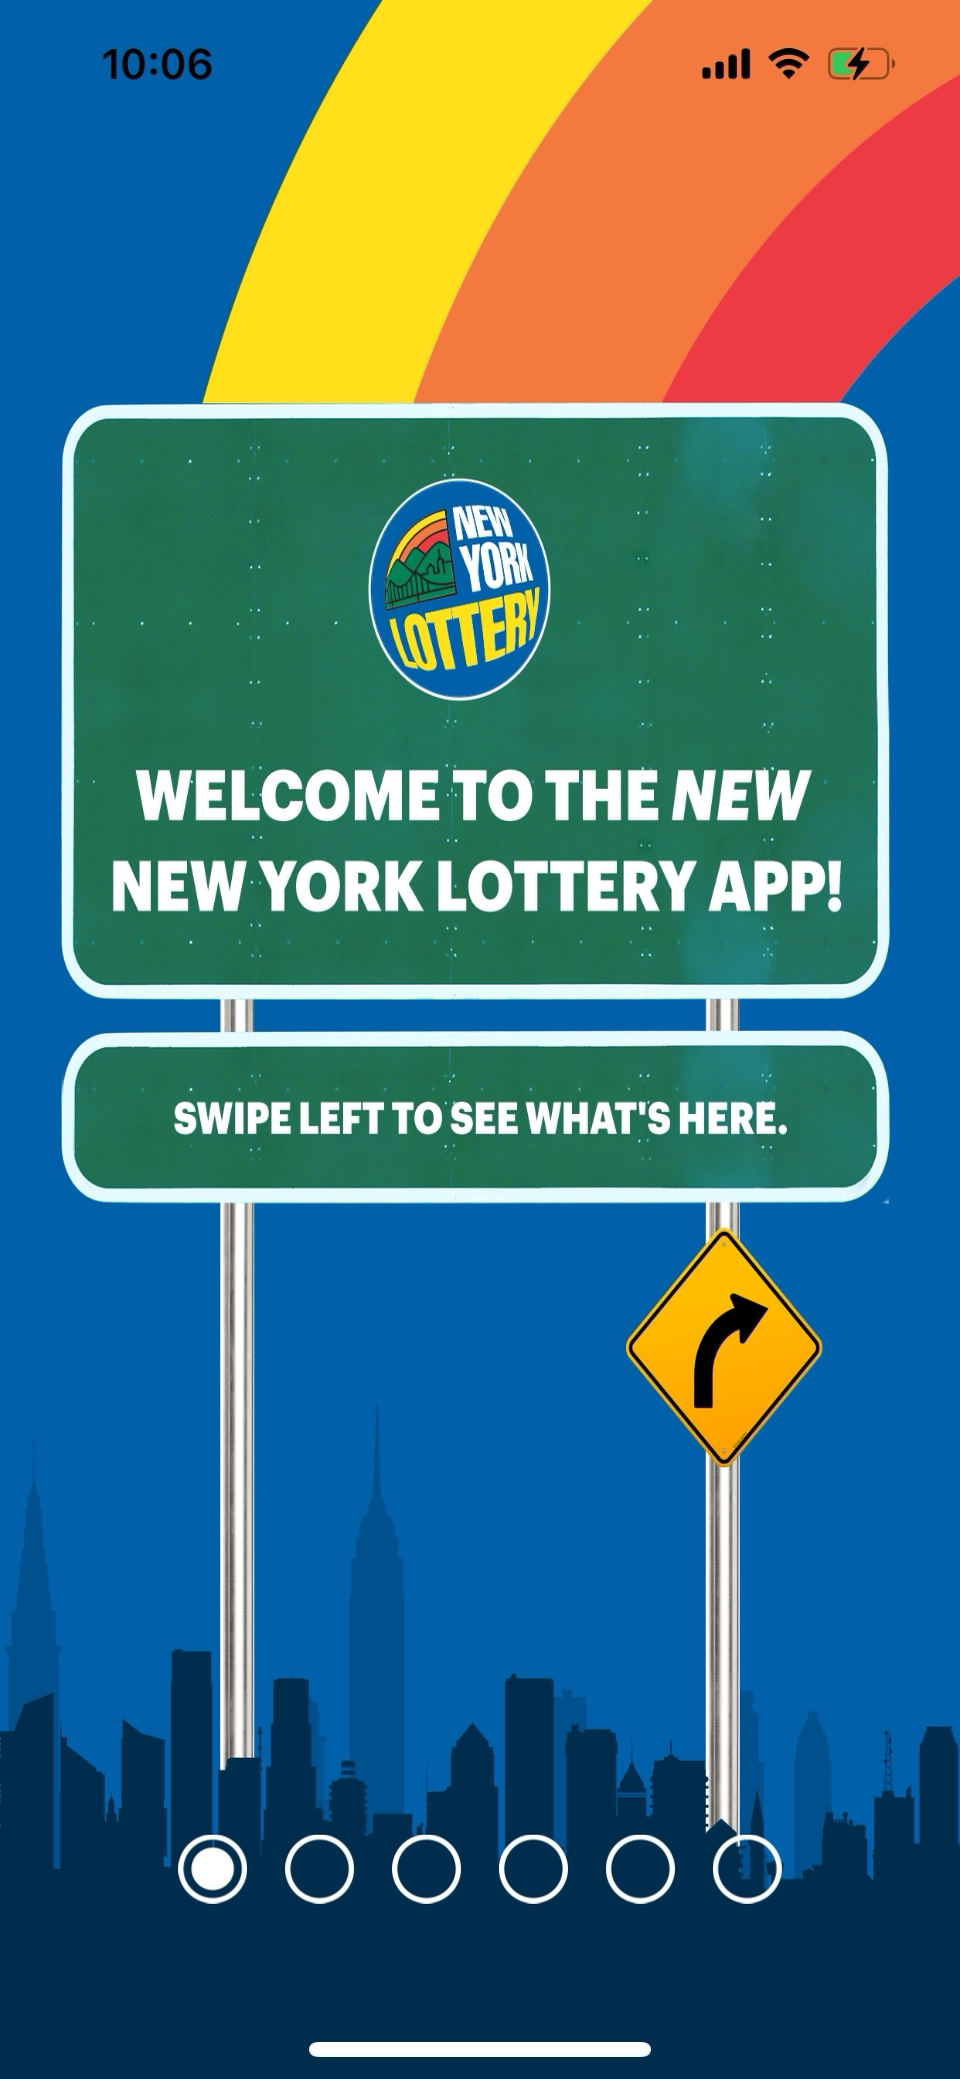 10:06
NEW
YORK
LOTTERY
WELCOME TO THE NEW
NEW YORK LOTTERY APP!
SWIPE LEFT TO SEE WHAT'S HERE.